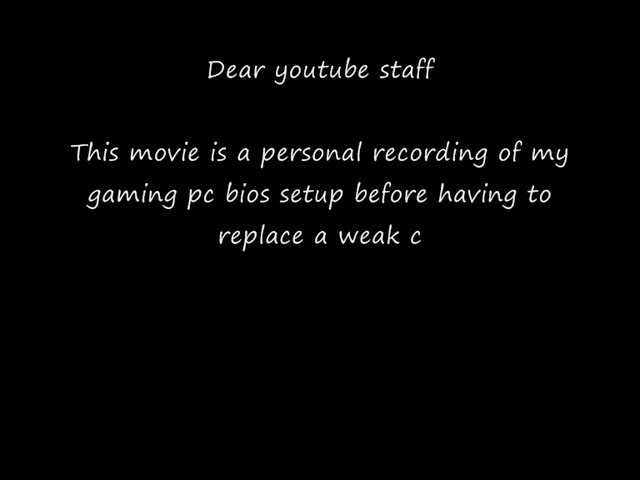 Dear youtube staff
This movie is a personal recording of my
gaming pc bios setup before having to
replace a weak c